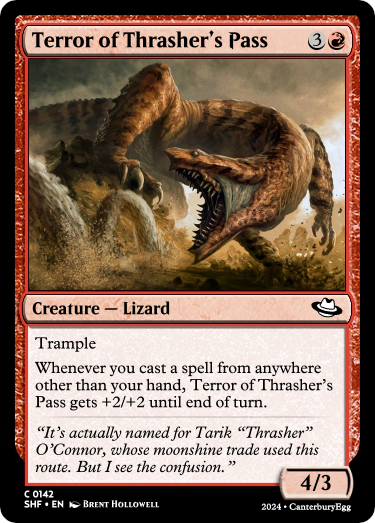 Terror of Thrasher's Pass 3
Creature — Lizard
Trample
Whenever you cast a spell from anywhere
other than your hand, Terror of Thrasher's
Pass gets +2/+2 until end of turn.
"It's actually named for Tarik "Thrasher"
O'Connor, whose moonshine trade used this
route. But I see the confusion."
4/3
C 0142
SHF • EN BRENT HOLLOWELL
2024 • CanterburyEgg